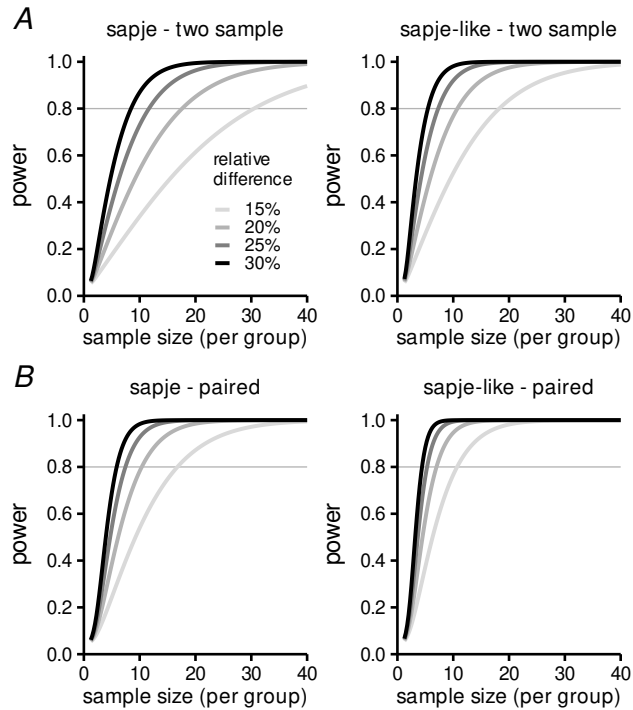 A
sapje - two sample
sapje-like - two sample
1.0
0.8
0.6
0.4
0.2
0.0
power
relative
difference
15%
20%
25%
30%
0 10 20 30 40
sample size (per group)
1.0
0.8
0.6
0.4
0.2
0.0
power
0 10 20 30 40
sample size (per group)
B
sapje - paired
sapje-like - paired
1.0
0.8
0.6
0.4
0.2
0.0
power
0 10 20 30 40
sample size (per group)
1.0
0.8
0.6
0.4
0.2
0.0
power
0 10 20 30 40
sample size (per group)